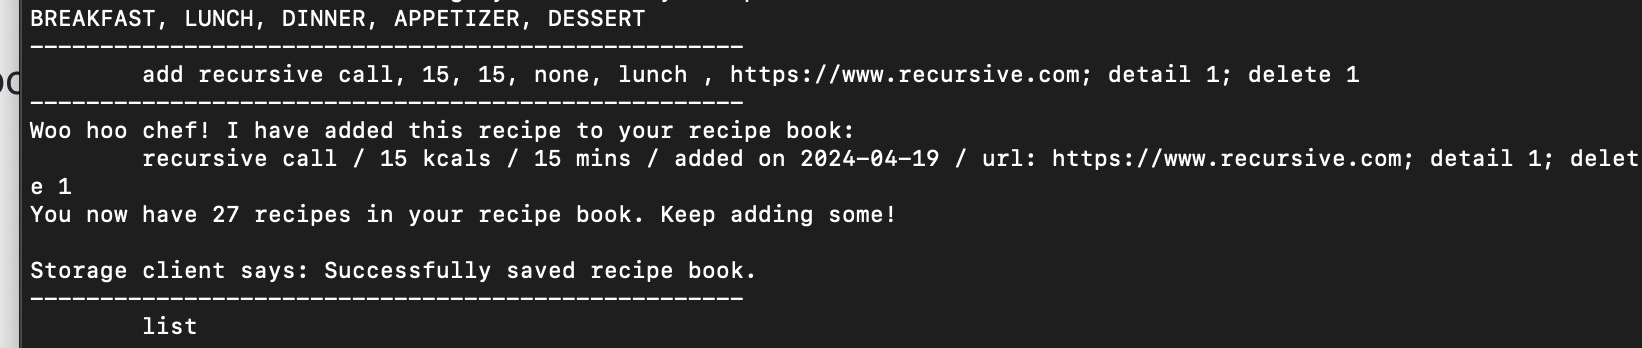 BREAKFAST, LUNCH, DINNER, APPETIZER, DESSERT
---------------------------------------------------
add recursive call, 15, 15, none, lunch , https://www.recursive.com; detail 1; delete 1
---------------------------------------------------
Woo hoo chef! I have added this recipe to your recipe book:
recursive call / 15 kcals / 15 mins / added on 2024-04-19 / url: https://www.recursive.com; detail 1; delet
e 1
You now have 27 recipes in your recipe book. Keep adding some!
Storage client says: Successfully saved recipe book.
---------------------------------------------------
list